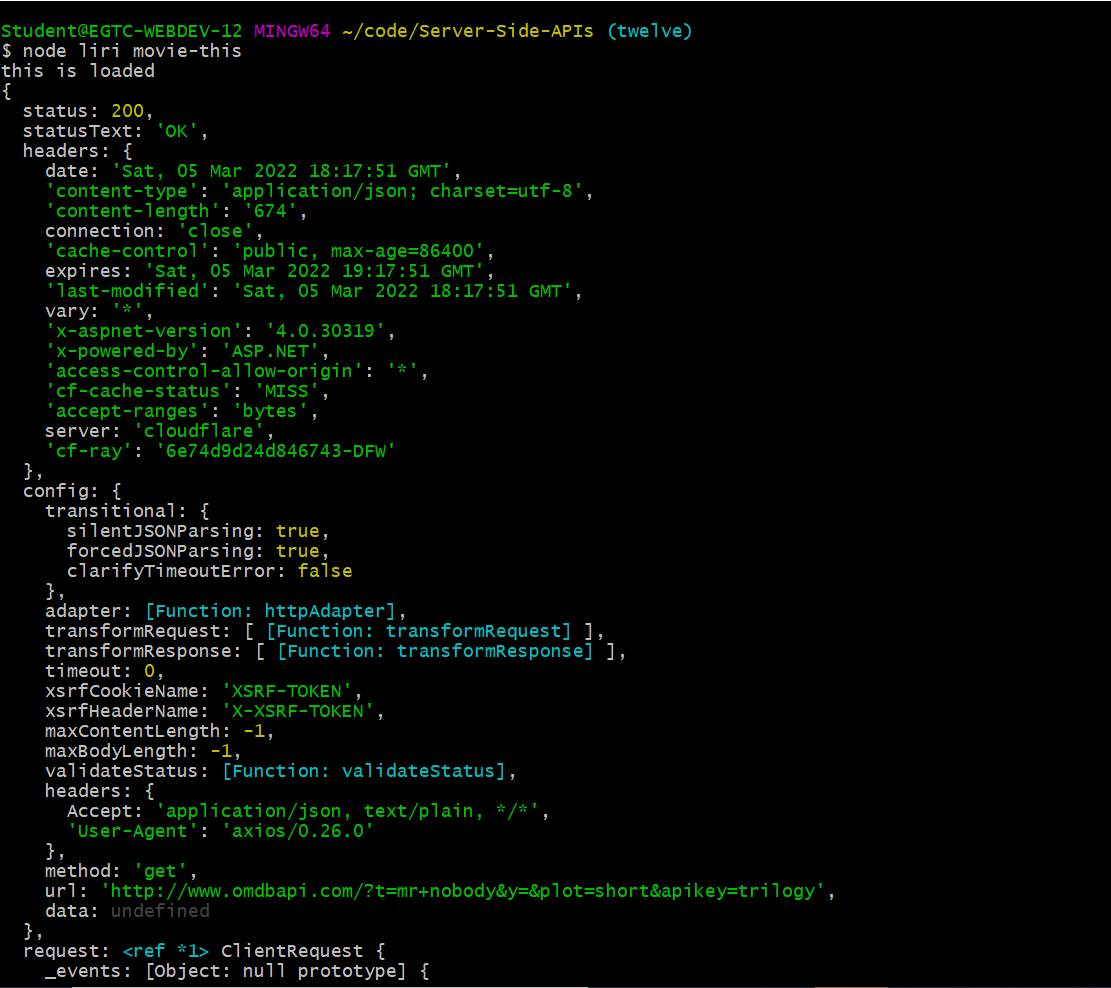 Student@EGTC-WEBDEV-12 MINGW64 ~/code/Server-Side-APIs (twelve)
$ node liri movie-this
this is loaded
{
  status: 200,
  statusText: 'OK',
  headers: {
    date: 'Sat, 05 Mar 2022 18:17:51 GMT',
    'content-type': 'application/json; charset=utf-8',
    'content-length': '674',
    connection: 'close',
    'cache-control': 'public, max-age=86400',
    expires: 'Sat, 05 Mar 2022 19:17:51 GMT',
    'last-modified': 'Sat, 05 Mar 2022 18:17:51 GMT',
    vary: '*',
    'x-aspnet-version': '4.0.30319',
    'x-powered-by': 'ASP.NET',
    'access-control-allow-origin': '*',
    'cf-cache-status': 'MISS',
    'accept-ranges': 'bytes',
    server: 'cloudflare',
    'cf-ray': '6e74d9d24d846743-DFW'
  },
  config: {
    transitional: {
      silentJSONParsing: true,
      forcedJSONParsing: true,
      clarifyTimeoutError: false
    },
    adapter: [Function: httpAdapter],
    transformRequest: [ [Function: transformRequest] ],
    transformResponse: [ [Function: transformResponse] ],
    timeout: 0,
    xsrfCookieName: 'XSRF-TOKEN',
    xsrfHeaderName: 'X-XSRF-TOKEN',
    maxContentLength: -1,
    maxBodyLength: -1,
    validateStatus: [Function: validateStatus],
    headers: {
      Accept: 'application/json, text/plain, */*',
      'User-Agent': 'axios/0.26.0'
    },
    method: 'get',
    url: 'http://www.omdbapi.com/?t=mr+nobody&y=&plot=short&apikey=trilogy',
    data: undefined
  },
  request: <ref *1> ClientRequest {
    _events: [Object: null prototype] {